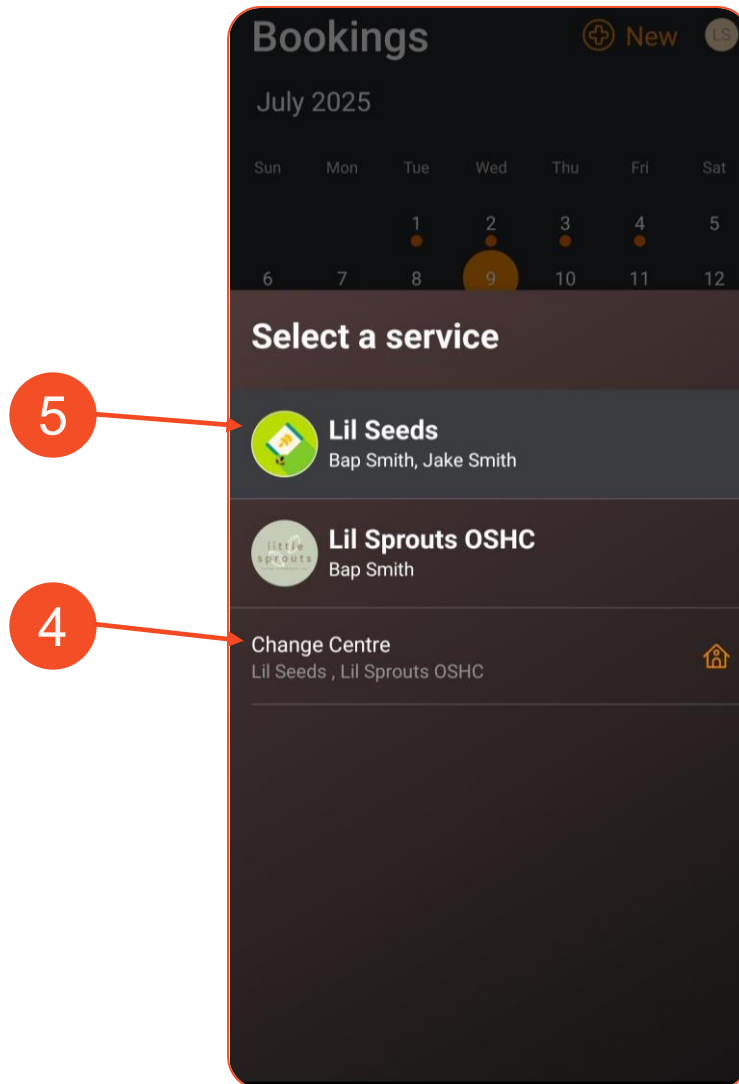 Bookings
New
LS
July 2025
Sun Mon Tue Wed Thu Fri Sat
1 2 3 4 5
6 7 8 9 10 11 12
Select a service
5
Lil Seeds
Bap Smith, Jake Smith
little
sprouts
Lil Sprouts OSHC
Bap Smith
4
Change Centre
Lil Seeds , Lil Sprouts OSHC